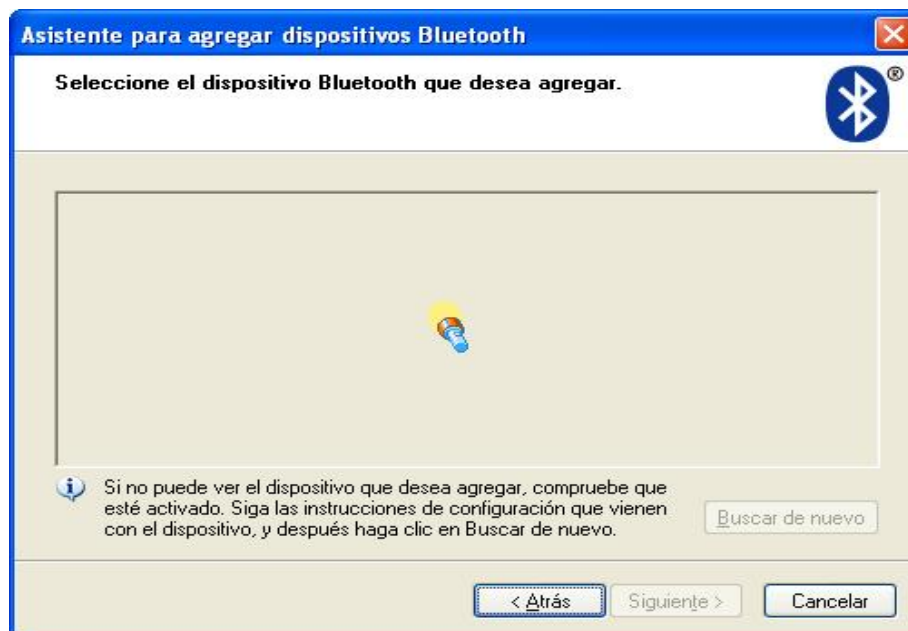 Asistente para agregar dispositivos Bluetooth
Seleccione el dispositivo Bluetooth que desea agregar.
®
Si no puede ver el dispositivo que desea agregar, compruebe que
esté activado. Siga las instrucciones de configuración que vienen
con el dispositivo, y después haga clic en Buscar de nuevo.
Buscar de nuevo
< Atrás
Siguiente >
Cancelar